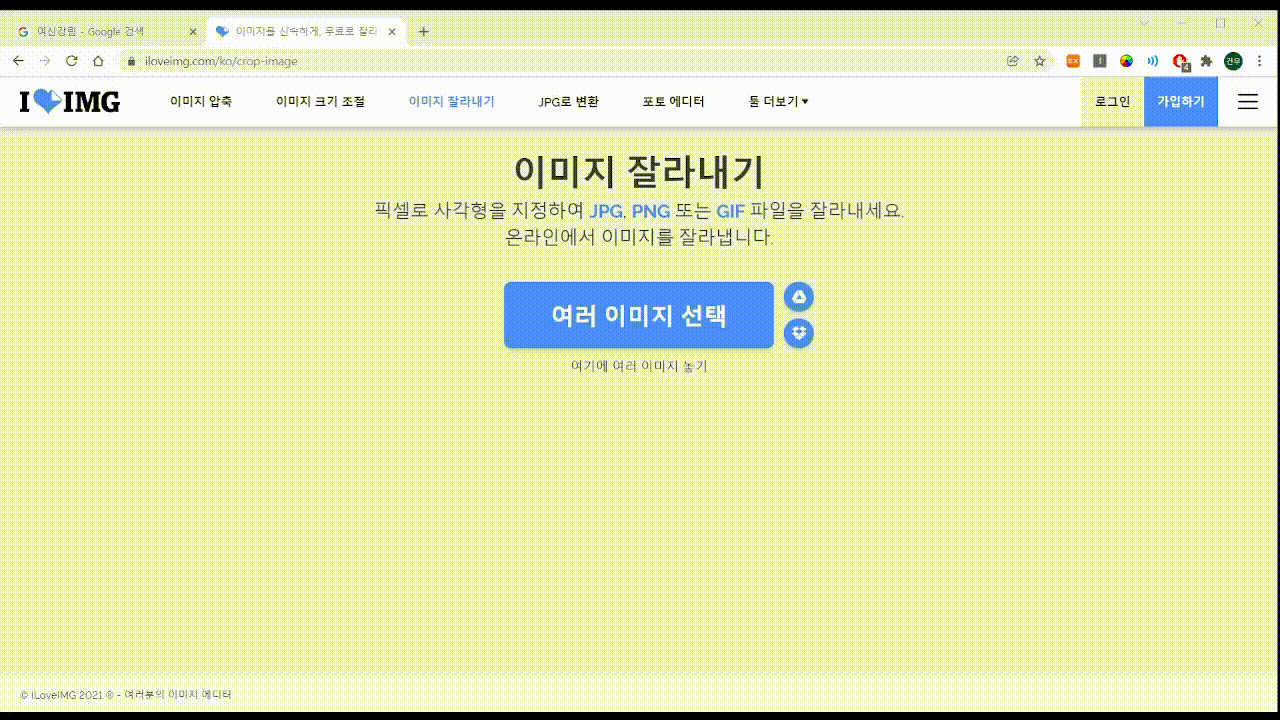 여신강림 - Google 검색
이미지를 신속하게, 무료로 잘라
iloveimg.com/ko/crop-image
4
건무
I IMG
이미지 압축
이미지 크기 조절
이미지 잘라내기
JPG로 변환
포토 에디터
툴 더보기
로그인
가입하기
이미지 잘라내기
픽셀로 사각형을 지정하여 JPG, PNG 또는 GIF 파일을 잘라내세요.
온라인에서 이미지를 잘라냅니다.
여러 이미지 선택
여기에 여러 이미지 놓기
© iLoveIMG 2021 ® - 여러분의 이미지 에디터